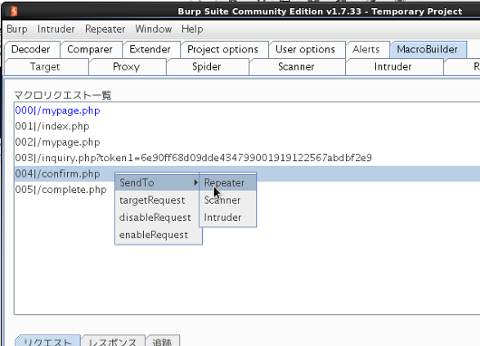 Burp Suite Community Edition v1.7.33 - Temporary Project
Burp Intruder Repeater Window Help
Decoder Comparer Extender Project options User options Alerts MacroBuilder
Target Proxy Spider Scanner Intruder R
マクロリクエスト一覧
000|/mypage.php
001|/index.php
002|/mypage.php
003|/inquiry.php?token1=6e90ff68d09dde434799001919122567abdbf2e9
004|/confirm.php
SendTo Repeater
005|/complete.php
targetRequest Scanner
disableRequest Intruder
enableRequest
リクエスト レスポンス 追跡